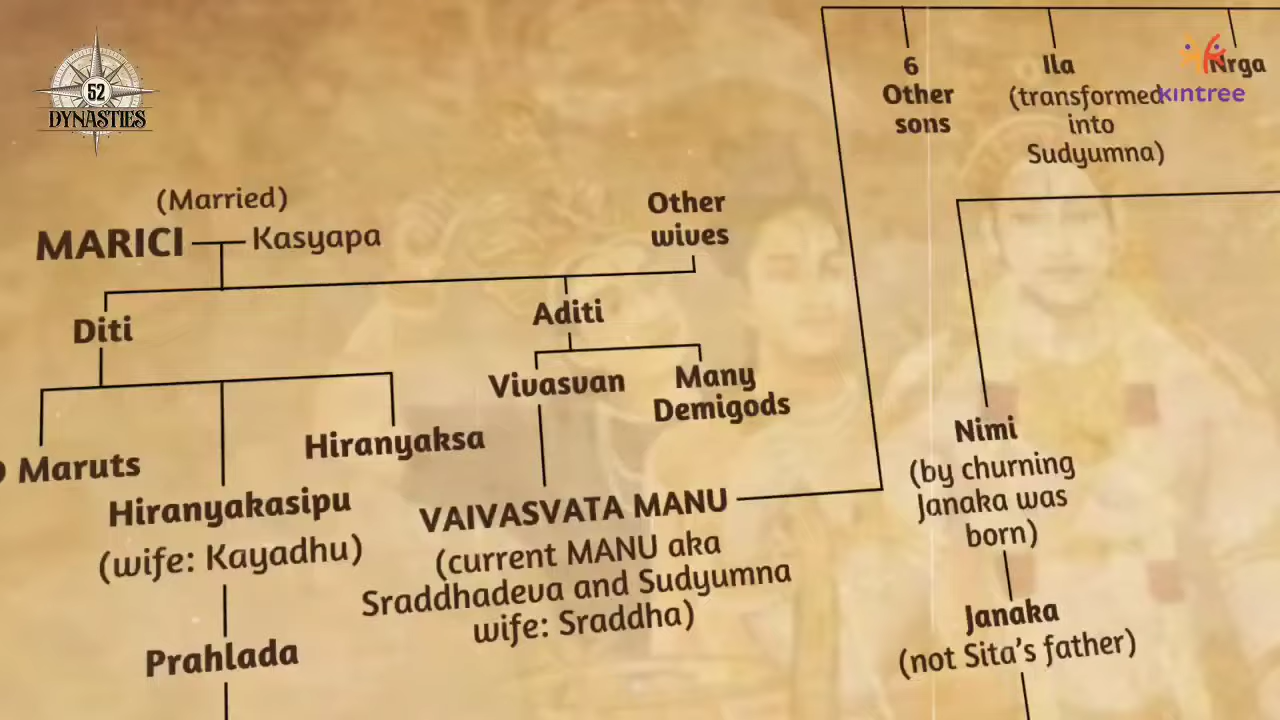 52
DYNASTIES
6
Other
sons
Ila
(transformed
into
Sudyumna)
Nrga
kintree
(Married)
MARICI
Kasyapa
Other
wives
Diti
Aditi
Vivasvan
Many
Demigods
Maruts
Hiranyaksa
Hiranyakasipu
(wife: Kayadhu)
Prahlada
VAIVASVATA MANU
(current MANU aka
Sraddhadeva and Sudyumna
wife: Sraddha)
Nimi
(by churning
Janaka was
born)
Janaka
(not Sita's father)